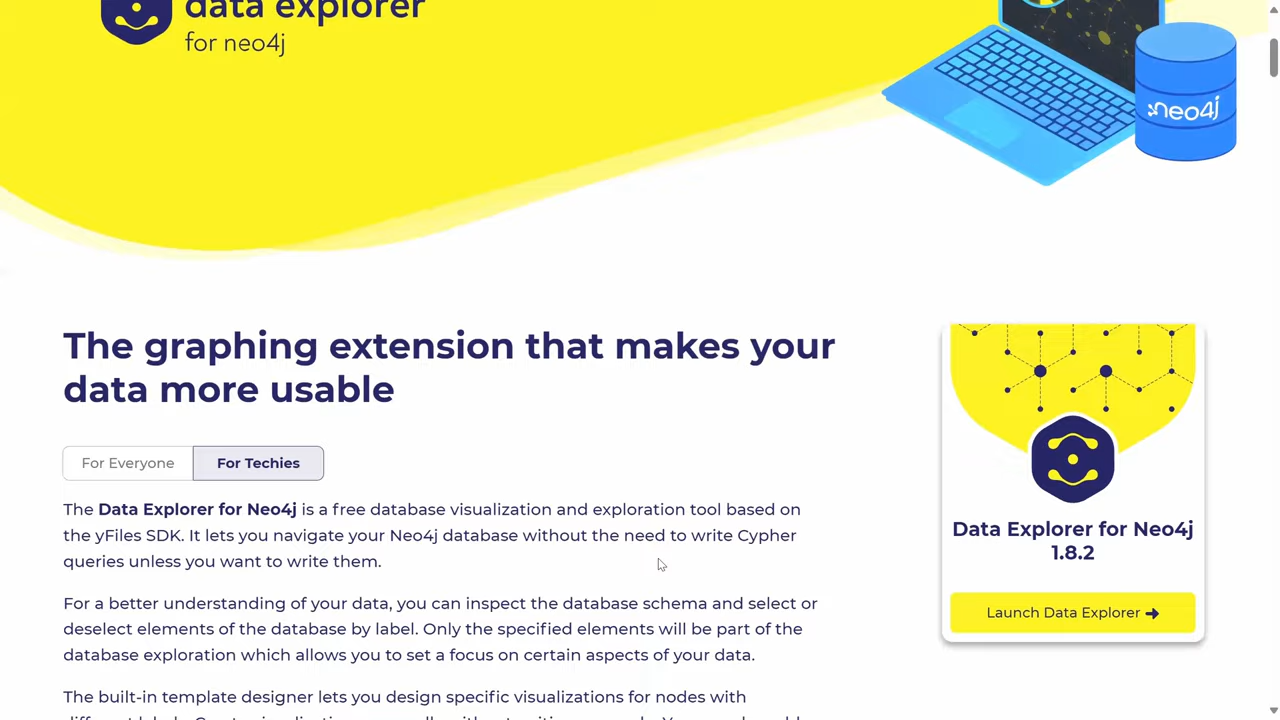 data explorer
for neo4j
neo4j
The graphing extension that makes your
data more usable
For Everyone
For Techies
The Data Explorer for Neo4j is a free database visualization and exploration tool based on
the yFiles SDK. It lets you navigate your Neo4j database without the need to write Cypher
queries unless you want to write them.
For a better understanding of your data, you can inspect the database schema and select or
deselect elements of the database by label. Only the specified elements will be part of the
database exploration which allows you to set a focus on certain aspects of your data.
The built-in template designer lets you design specific visualizations for nodes with
Data Explorer for Neo4j
1.8.2
Launch Data Explorer